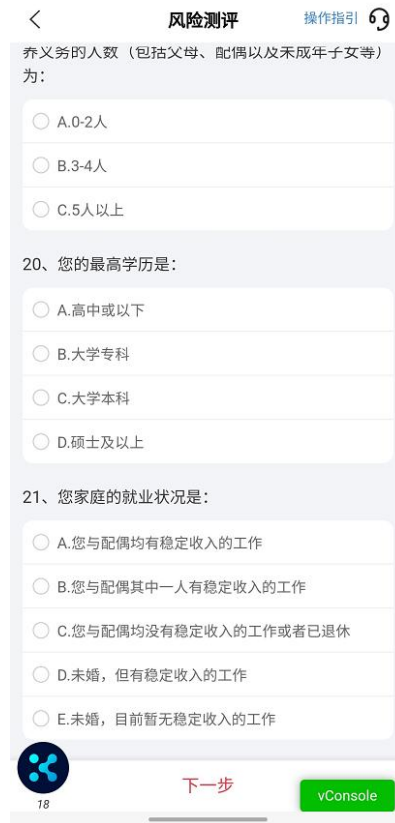 风险测评
操作指引
养义务的人数（包括父母、配偶以及未成年子女等）
为：
A.0-2人
B.3-4人
C.5人以上
20、您的最高学历是：
A.高中或以下
B.大学专科
C.大学本科
D.硕士及以上
21、您家庭的就业状况是：
A.您与配偶均有稳定收入的工作
B.您与配偶其中一人有稳定收入的工作
C.您与配偶均没有稳定收入的工作或者已退休
D.未婚，但有稳定收入的工作
E.未婚，目前暂无稳定收入的工作
18
下一步
vConsole